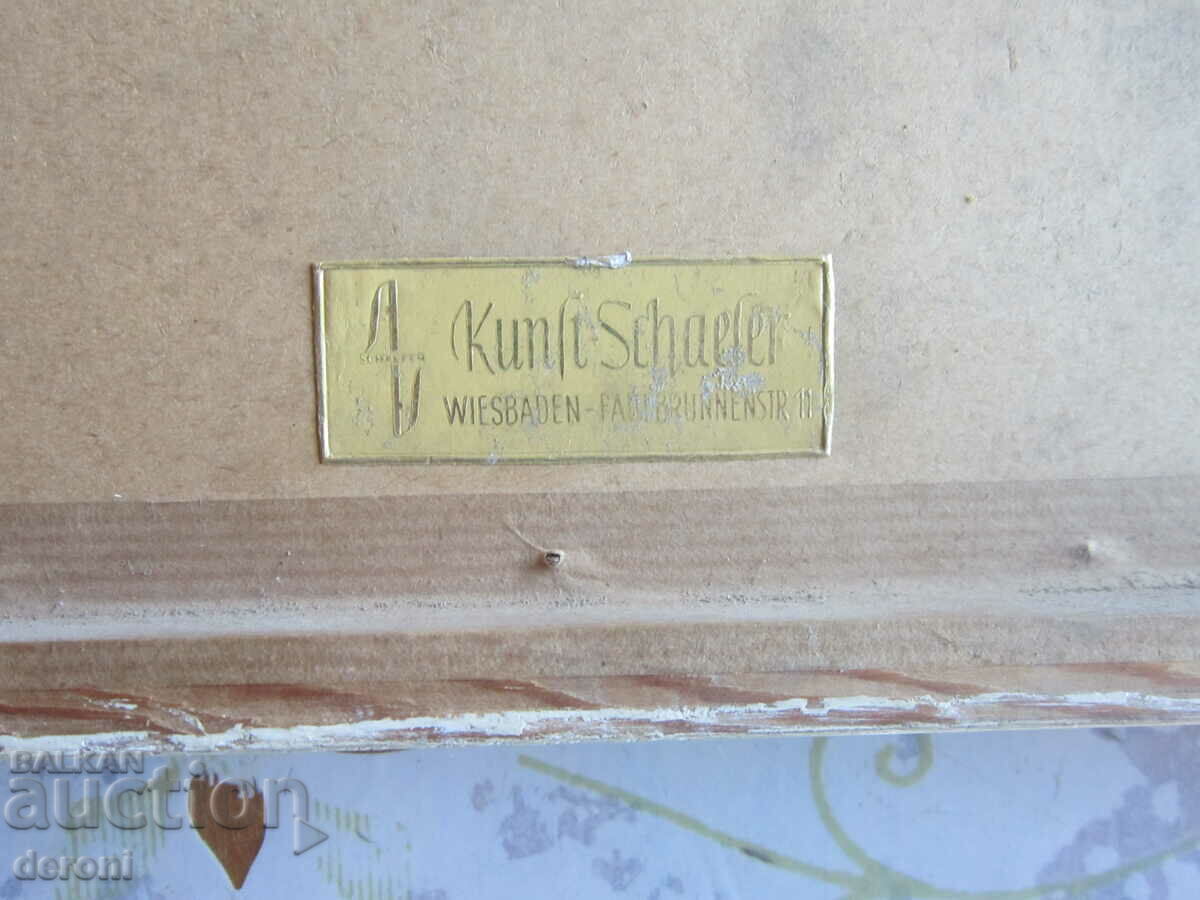 A
SCHAEFER
Kunst Schaefer
WIESBADEN - FAULBRUNNENSTR. 11
BALKAN
auction
deroni